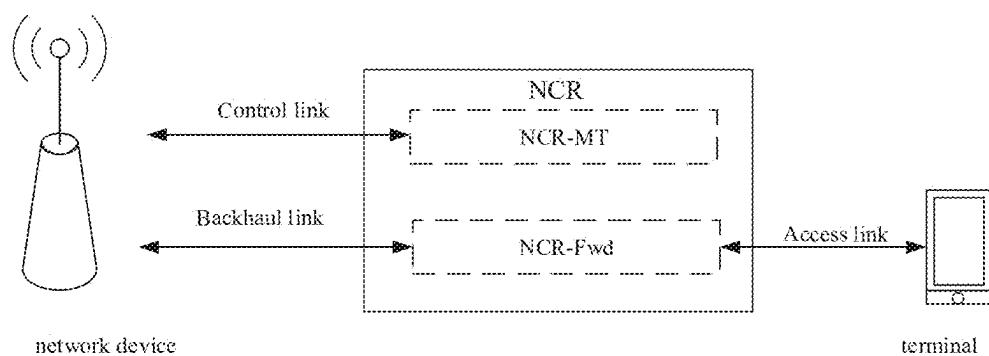 NCR
Control link
NCR-MT
Backhaul link
NCR-Fwd
Access link
network device
terminal